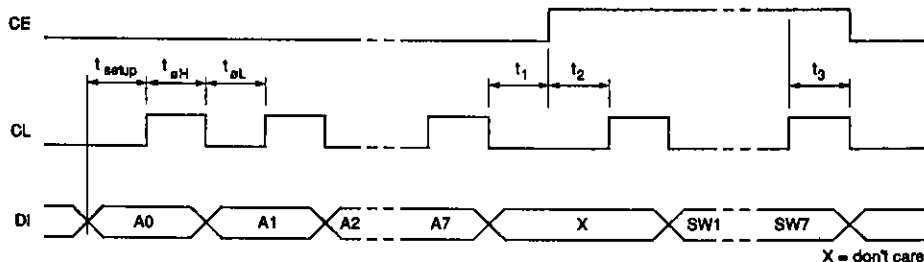 CE
t setup t øH t øL t1 t2 t3
CL
DI A0 A1 A2 A7 X SW1 SW7
X = don't care